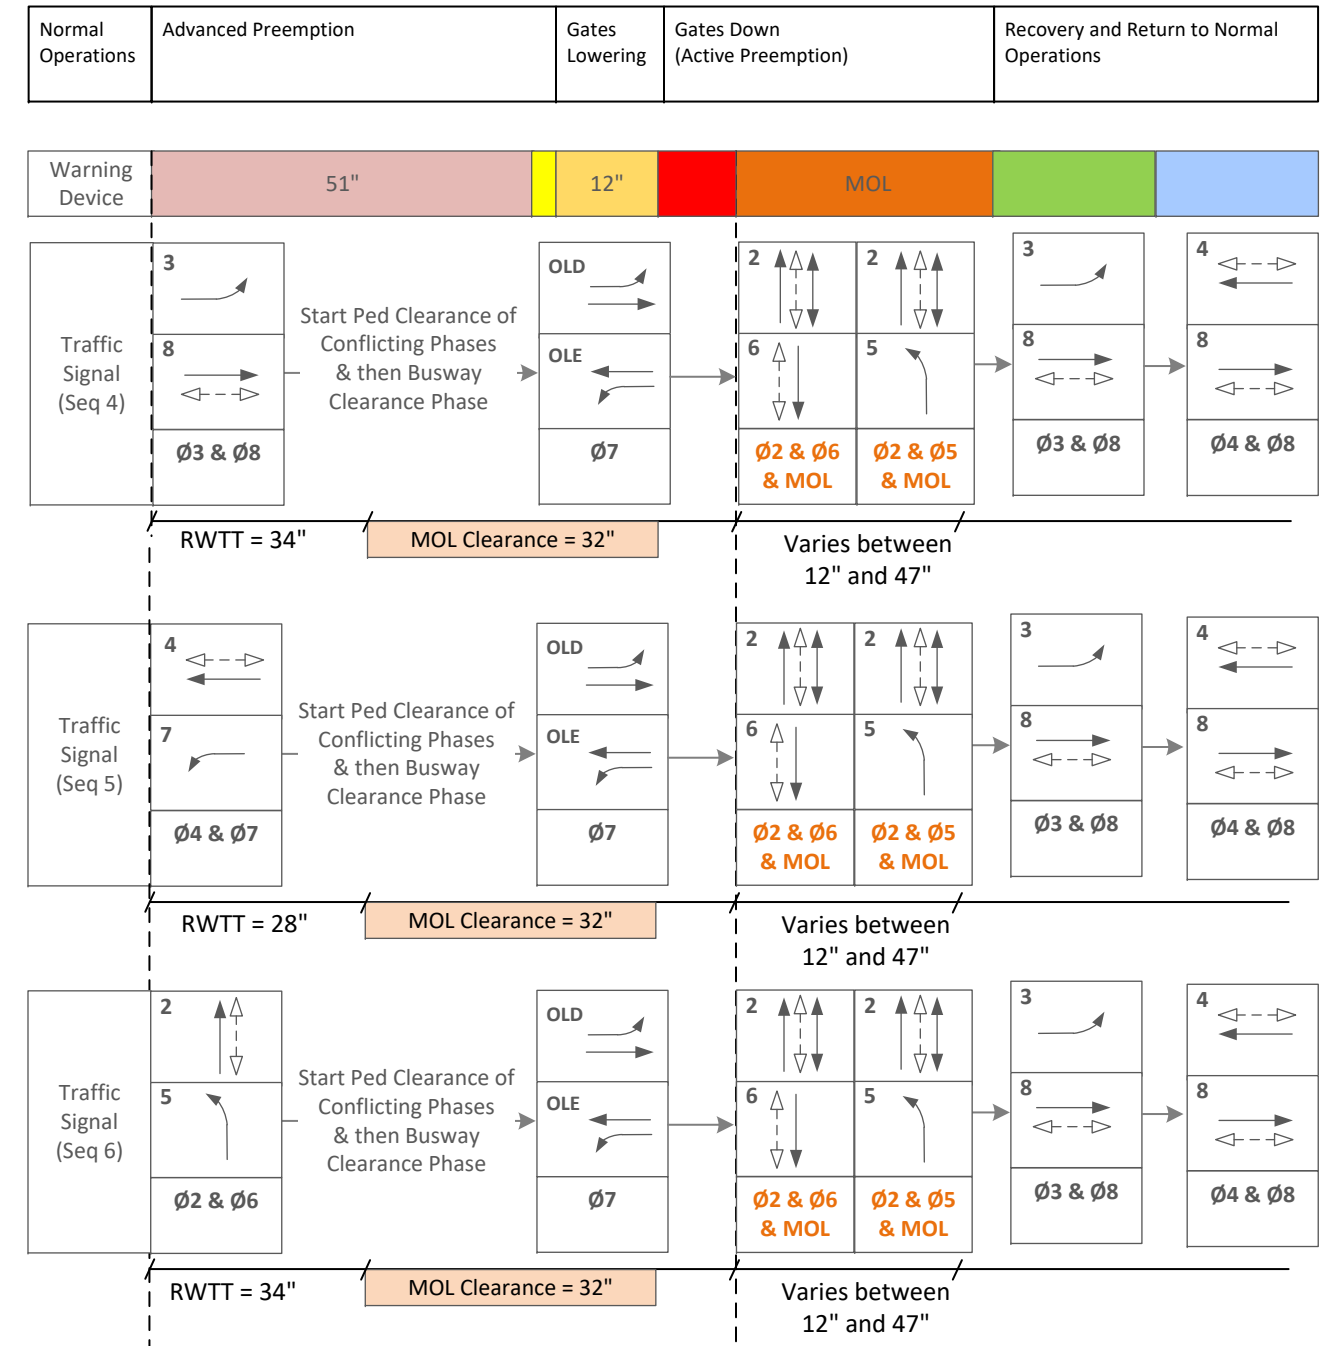 Normal
Operations
Advanced Preemption
Gates
Lowering
Gates Down
(Active Preemption)
Recovery and Return to Normal
Operations
Warning
Device
51"
12"
MOL
Traffic
Signal
(Seq 4)
3
8
Ø3 & Ø8
Start Ped Clearance of
Conflicting Phases
& then Busway
Clearance Phase
OLD
OLE
Ø7
2
6
Ø2 & Ø6
& MOL
2
5
Ø2 & Ø5
& MOL
3
8
Ø3 & Ø8
4
8
Ø4 & Ø8
RWTT = 34"
MOL Clearance = 32"
Varies between
12" and 47"
Traffic
Signal
(Seq 5)
4
7
Ø4 & Ø7
Start Ped Clearance of
Conflicting Phases
& then Busway
Clearance Phase
OLD
OLE
Ø7
2
6
Ø2 & Ø6
& MOL
2
5
Ø2 & Ø5
& MOL
3
8
Ø3 & Ø8
4
8
Ø4 & Ø8
RWTT = 28"
MOL Clearance = 32"
Varies between
12" and 47"
Traffic
Signal
(Seq 6)
2
5
Ø2 & Ø6
Start Ped Clearance of
Conflicting Phases
& then Busway
Clearance Phase
OLD
OLE
Ø7
2
6
Ø2 & Ø6
& MOL
2
5
Ø2 & Ø5
& MOL
3
8
Ø3 & Ø8
4
8
Ø4 & Ø8
RWTT = 34"
MOL Clearance = 32"
Varies between
12" and 47"